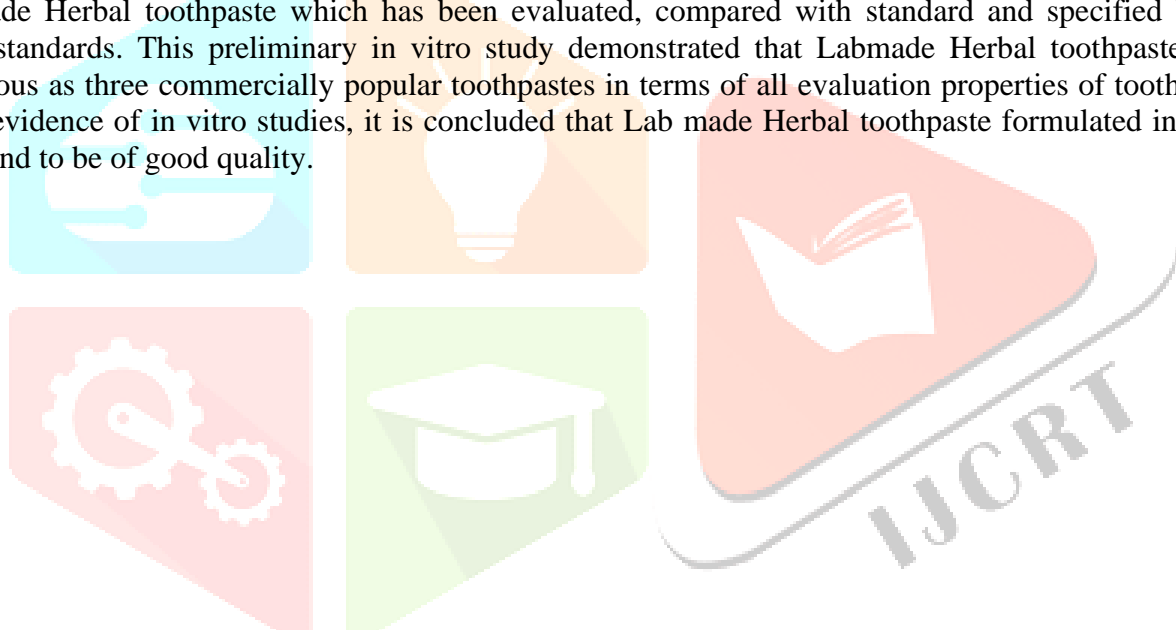 de Herbal toothpaste which has been evaluated, compared with standard and specified
standards. This preliminary in vitro study demonstrated that Labmade Herbal toothpaste
ous as three commercially popular toothpastes in terms of all evaluation properties of tooth
evidence of in vitro studies, it is concluded that Lab made Herbal toothpaste formulated in
nd to be of good quality.
IJCRT